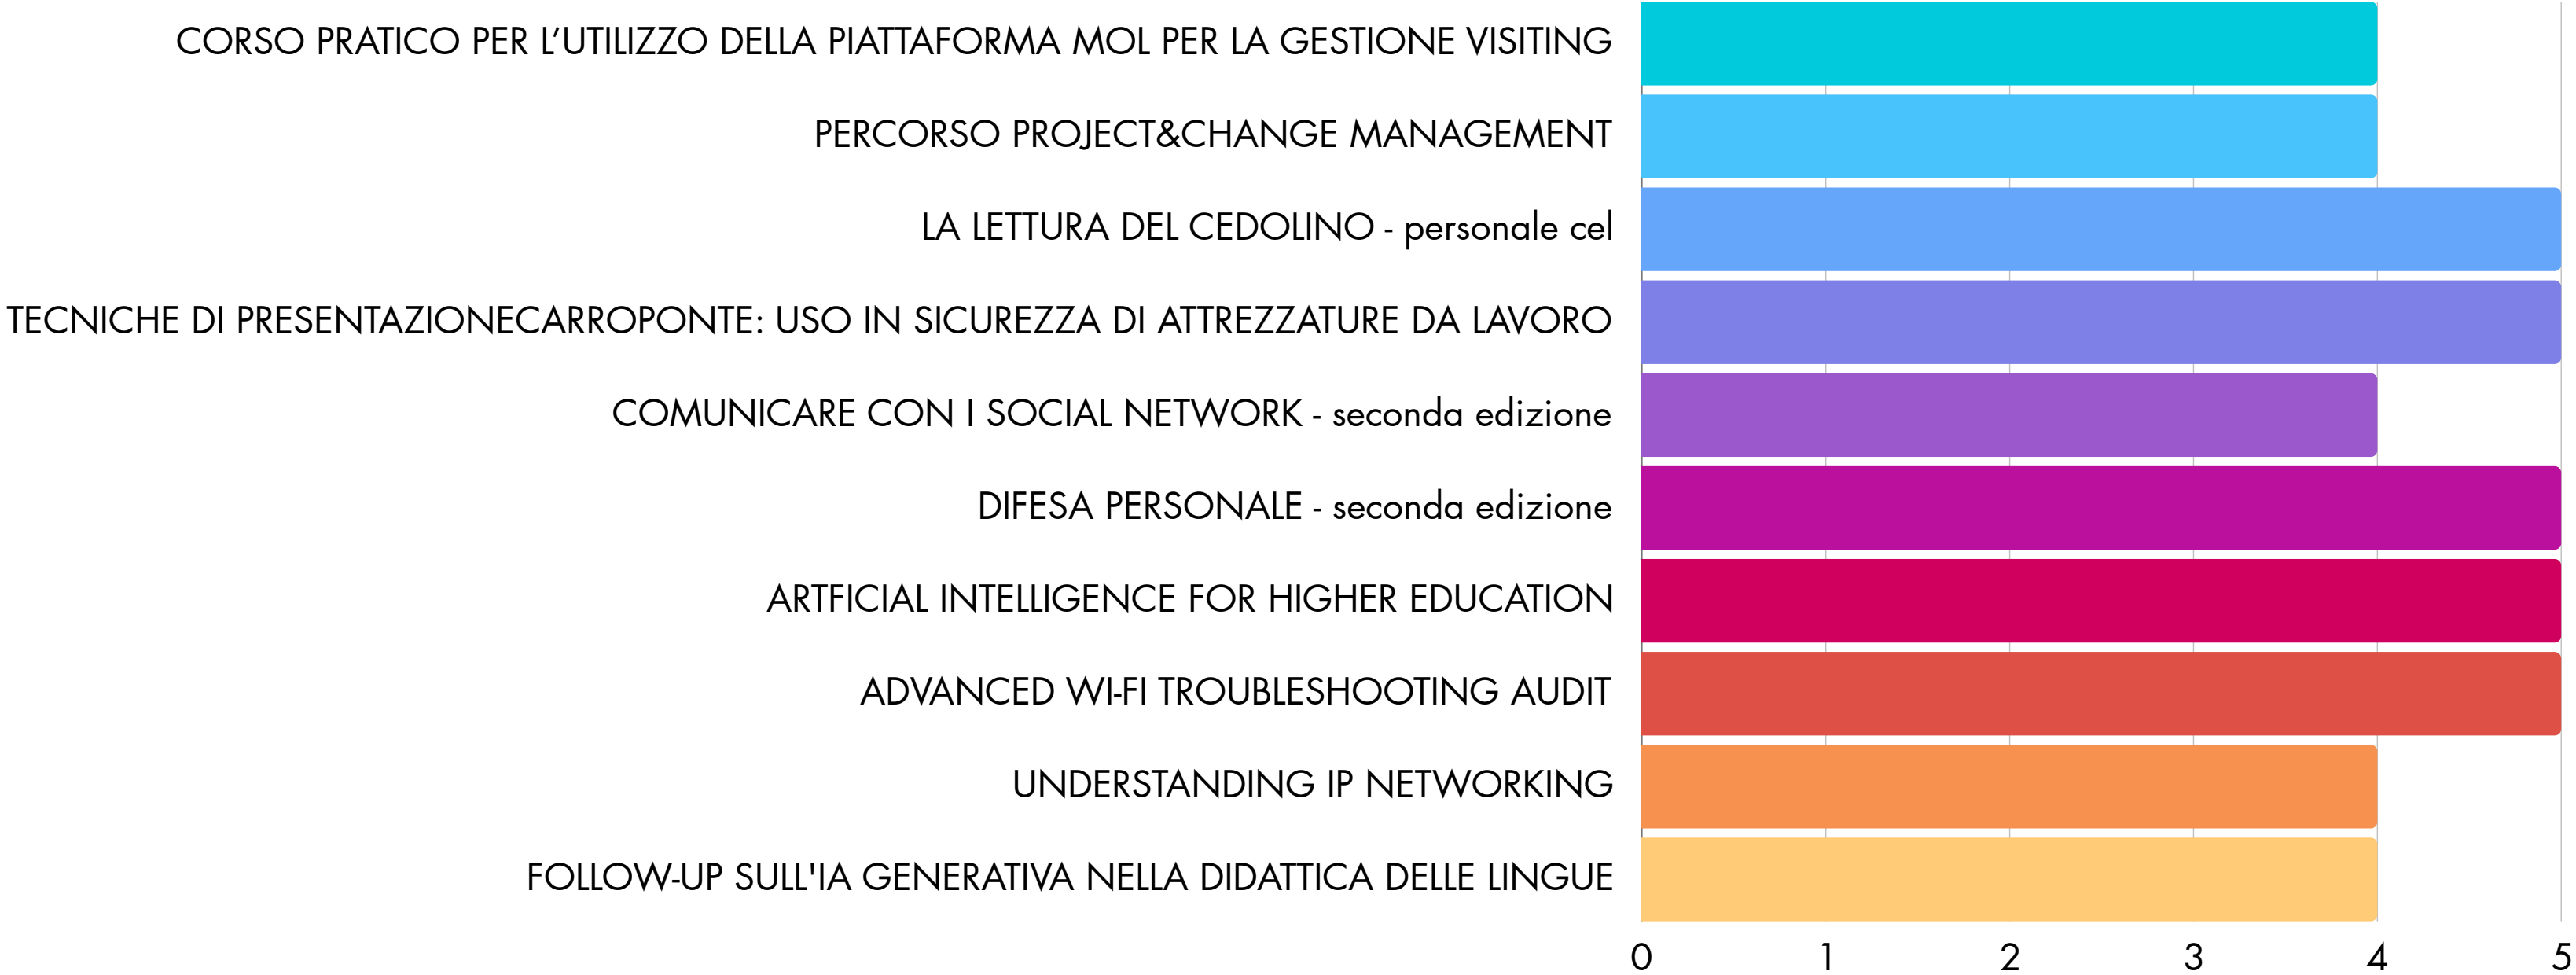 CORSO PRATICO PER L’UTILIZZO DELLA PIATTAFORMA MOL PER LA GESTIONE VISITING
PERCORSO PROJECT&CHANGE MANAGEMENT
LA LETTURA DEL CEDOLINO - personale cel
TECNICHE DI PRESENTAZIONECARROPONTE: USO IN SICUREZZA DI ATTREZZATURE DA LAVORO
COMUNICARE CON I SOCIAL NETWORK - seconda edizione
DIFESA PERSONALE - seconda edizione
ARTFICIAL INTELLIGENCE FOR HIGHER EDUCATION
ADVANCED WI-FI TROUBLESHOOTING AUDIT
UNDERSTANDING IP NETWORKING
FOLLOW-UP SULL'IA GENERATIVA NELLA DIDATTICA DELLE LINGUE
0 1 2 3 4 5